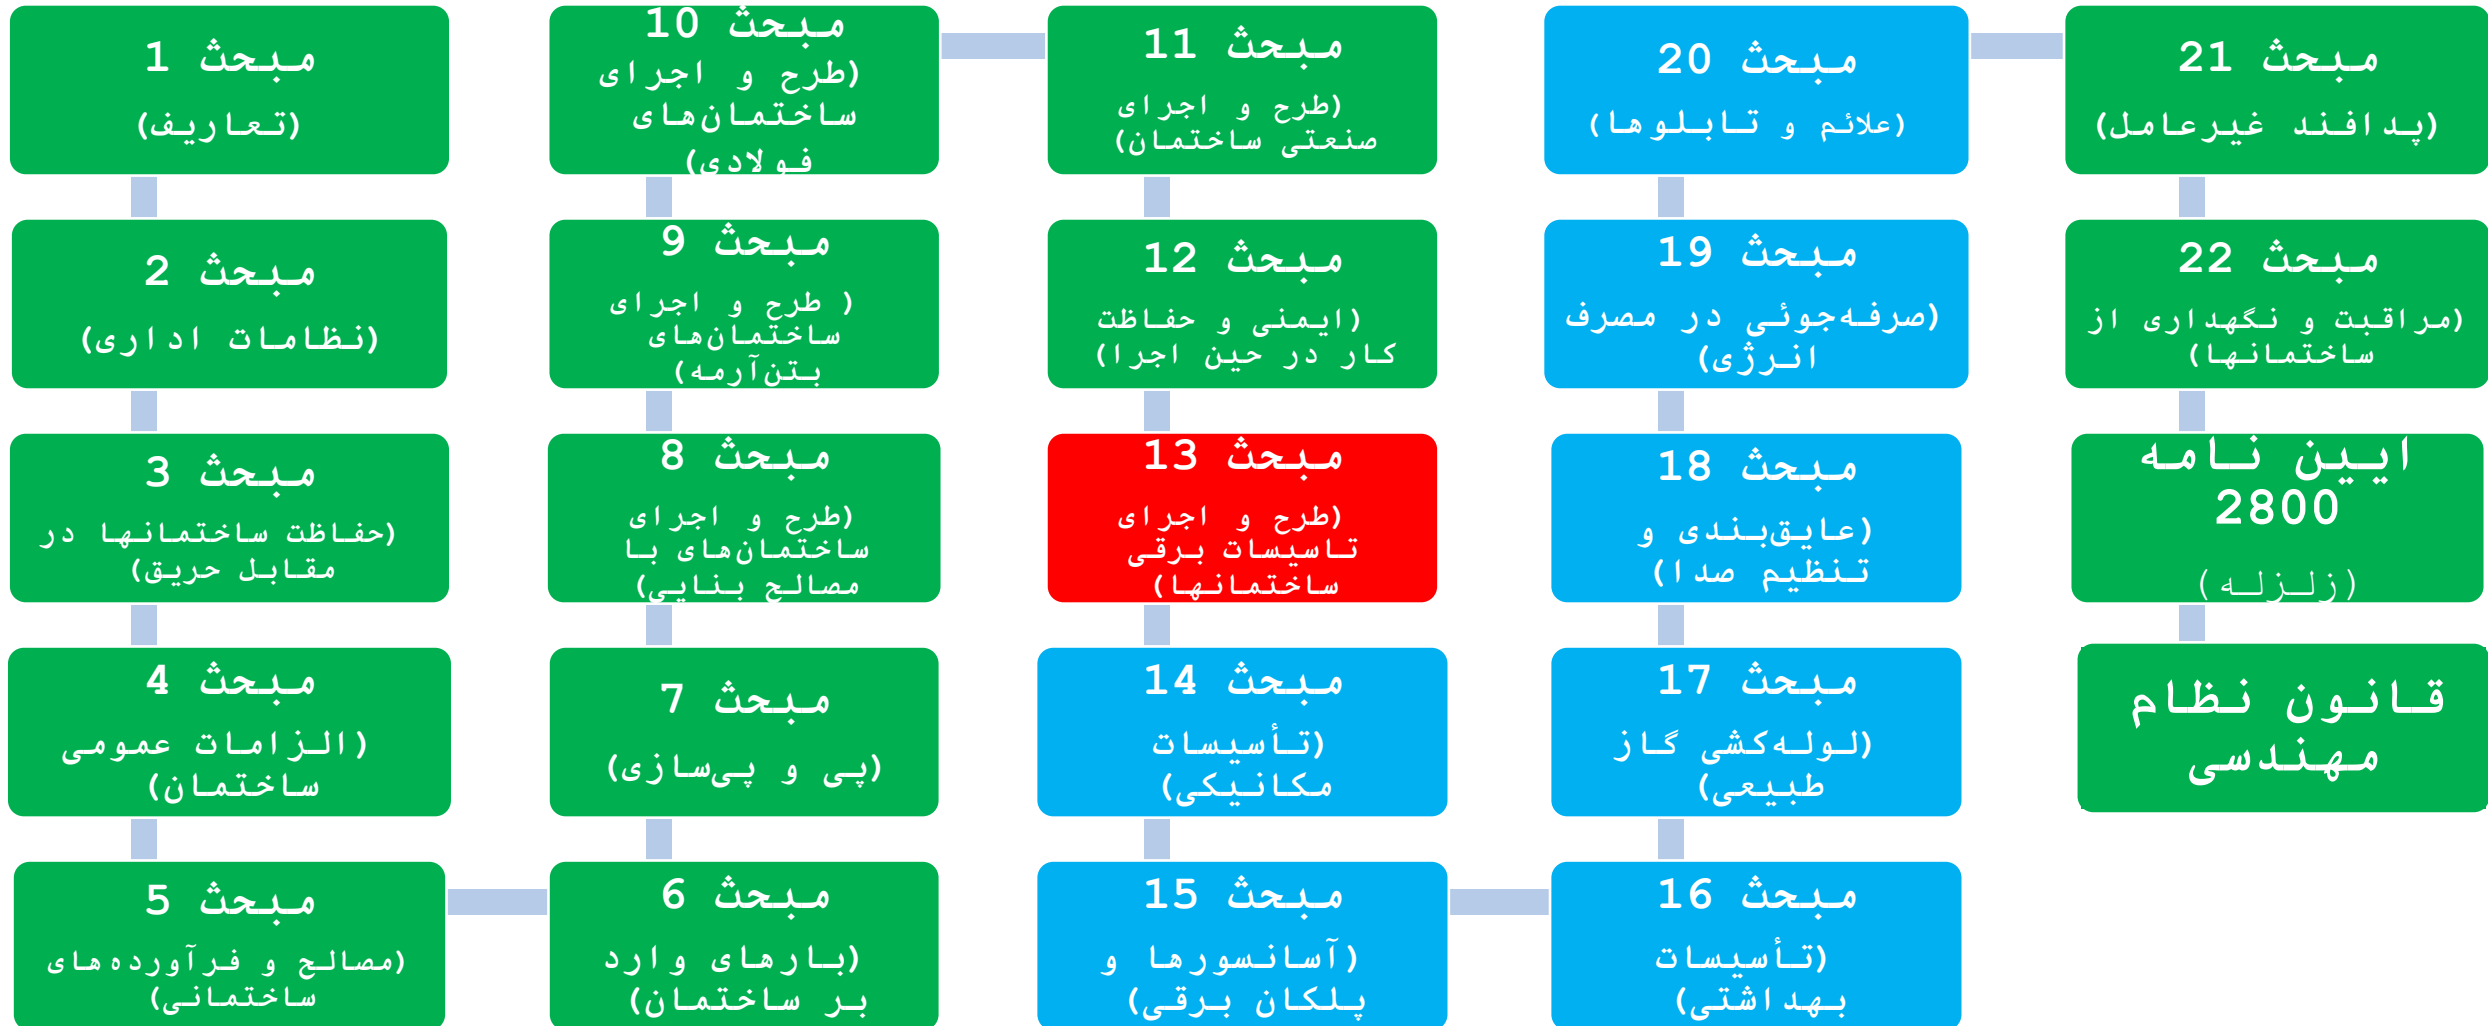 مبحث 1
(تعاریف)
مبحث 2
(نظامات اداری)
مبحث 3
(حفاظت ساختمانها در
مقابل حریق)
مبحث 4
(الزامات عمومی
ساختمان)
مبحث 5
(مصالح و فرآورده‌های
ساختمانی)
مبحث 6
(بارهای وارد
بر ساختمان)
مبحث 7
(پی و پی‌سازی)
مبحث 8
(طرح و اجرای
ساختمان‌های با
مصالح بنایی)
مبحث 9
( طرح و اجرای
ساختمان‌های
بتن‌آرمه)
مبحث 10
(طرح و اجرای
ساختمان‌های
فولادی)
مبحث 11
(طرح و اجرای
صنعتی ساختمان)
مبحث 12
(ایمنی و حفاظت
کار در حین اجرا)
مبحث 13
(طرح و اجرای
تاسیسات برقی
ساختمانها)
مبحث 14
(تأسیسات
مکانیکی)
مبحث 15
(آسانسورها و
پلکان برقی)
مبحث 16
(تأسیسات
بهداشتی)
مبحث 17
(لوله‌کشی گاز
طبیعی)
مبحث 18
(عایق‌بندی و
تنظیم صدا)
مبحث 19
(صرفه‌جوئی در مصرف
انرژی)
مبحث 20
(علائم و تابلوها)
مبحث 21
(پدافند غیرعامل)
مبحث 22
(مراقبت و نگهداری از
ساختمانها)
ایین نامه
2800
(زلزله)
قانون نظام
مهندسی